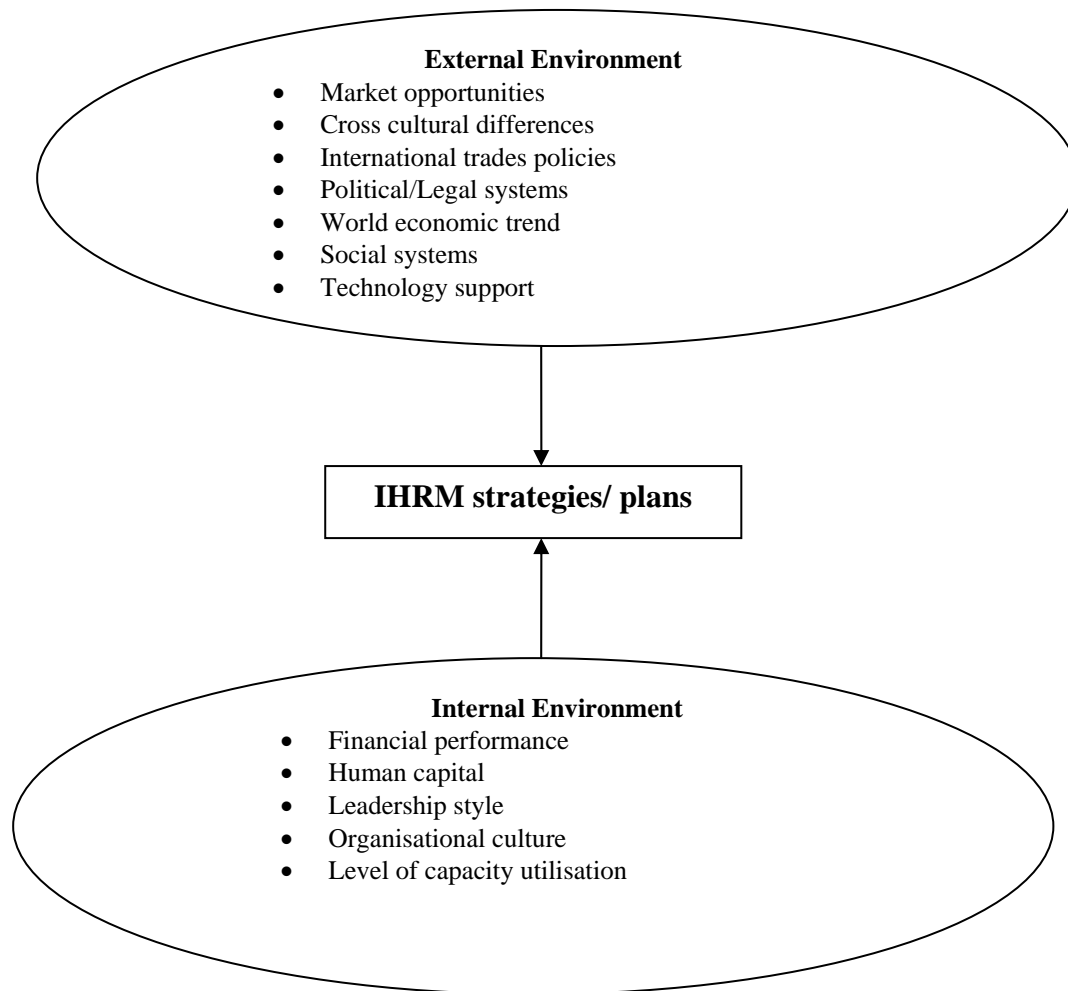 External Environment
• Market opportunities
• Cross cultural differences
• International trades policies
• Political/Legal systems
• World economic trend
• Social systems
• Technology support
IHRM strategies/ plans
Internal Environment
• Financial performance
• Human capital
• Leadership style
• Organisational culture
• Level of capacity utilisation